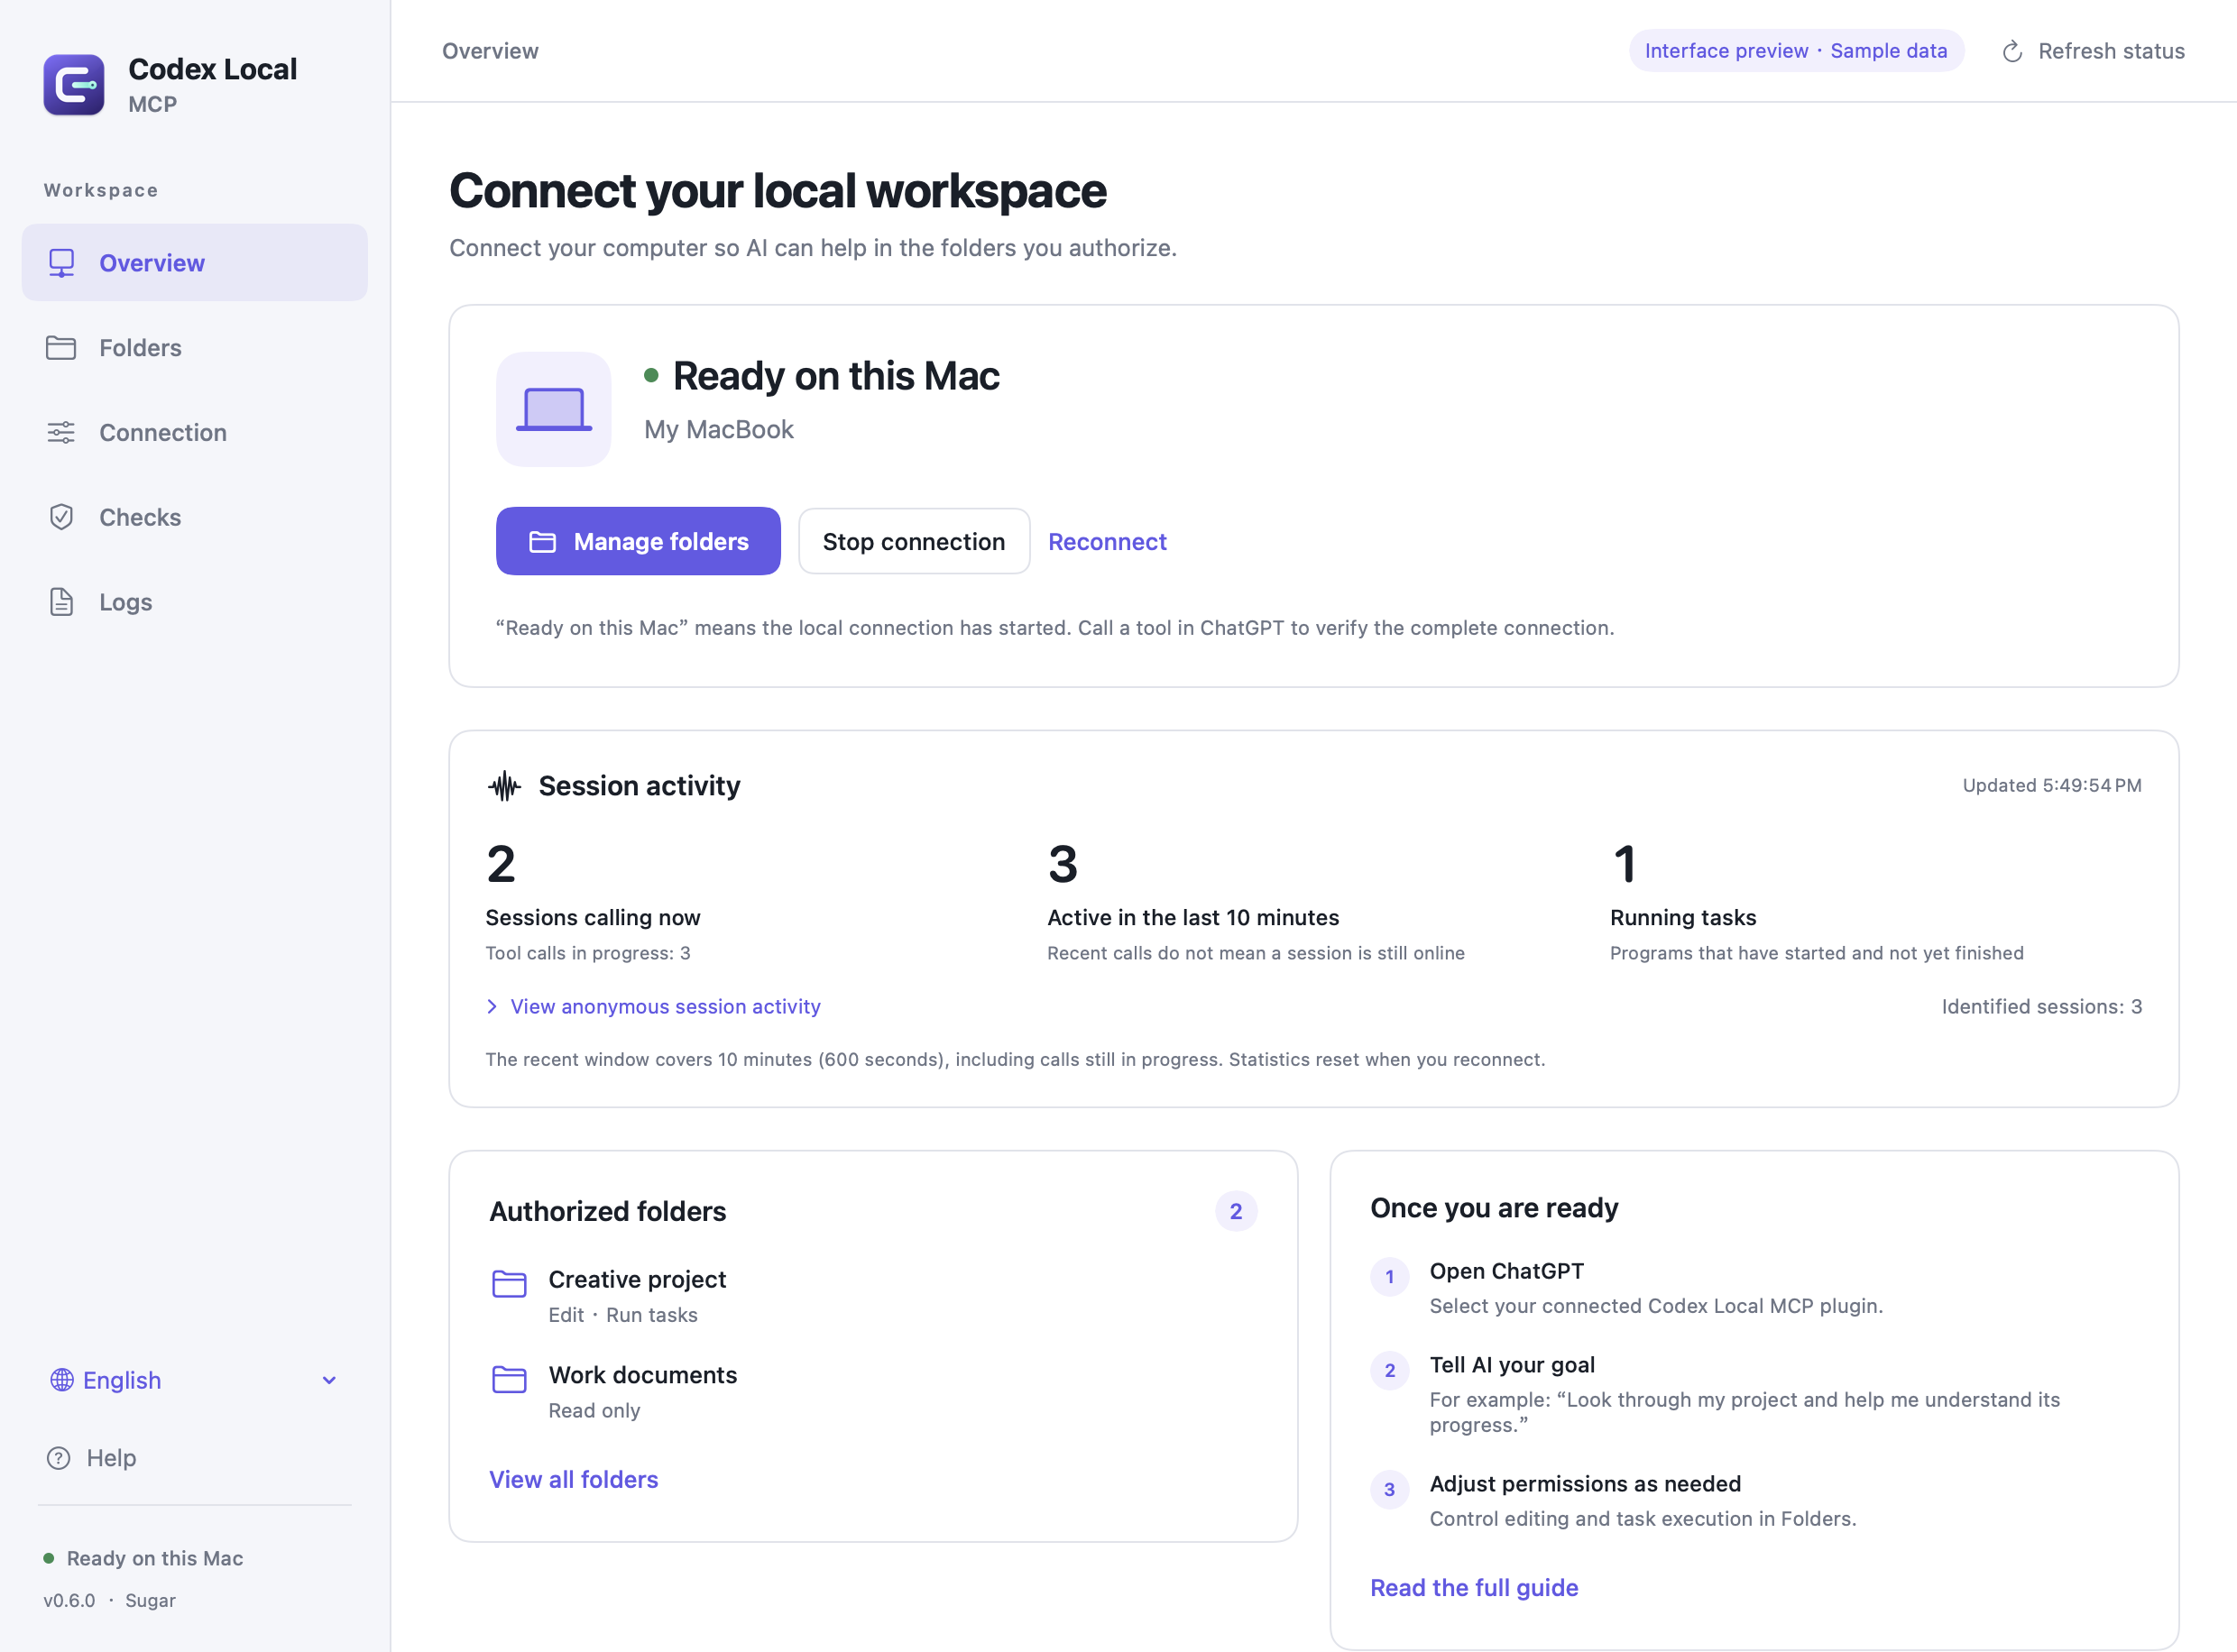 Codex Local
MCP
Workspace
Overview
Folders
Connection
Checks
Logs
English
Help
Ready on this Mac
v0.6.0 · Sugar
Overview
Interface preview · Sample data
Refresh status
Connect your local workspace
Connect your computer so AI can help in the folders you authorize.
Ready on this Mac
My MacBook
Manage folders
Stop connection
Reconnect
“Ready on this Mac” means the local connection has started. Call a tool in ChatGPT to verify the complete connection.
Session activity
Updated 5:49:54 PM
2
Sessions calling now
Tool calls in progress: 3
3
Active in the last 10 minutes
Recent calls do not mean a session is still online
1
Running tasks
Programs that have started and not yet finished
View anonymous session activity
Identified sessions: 3
The recent window covers 10 minutes (600 seconds), including calls still in progress. Statistics reset when you reconnect.
Authorized folders
2
Creative project
Edit · Run tasks
Work documents
Read only
View all folders
Once you are ready
1
Open ChatGPT
Select your connected Codex Local MCP plugin.
2
Tell AI your goal
For example: “Look through my project and help me understand its
progress.”
3
Adjust permissions as needed
Control editing and task execution in Folders.
Read the full guide